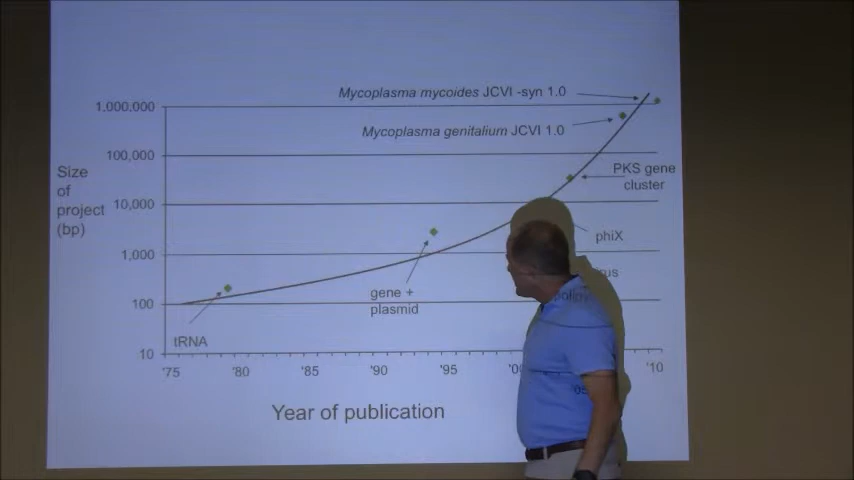 Mycoplasma mycoides JCVI -syn 1.0
1,000,000
Mycoplasma genitalium JCVI 1.0
100,000
PKS gene
cluster
Size
of
project
(bp)
10,000
phiX
1,000
gene +
plasmid
100
tRNA
10
'75
'80
'85
'90
'95
'10
Year of publication